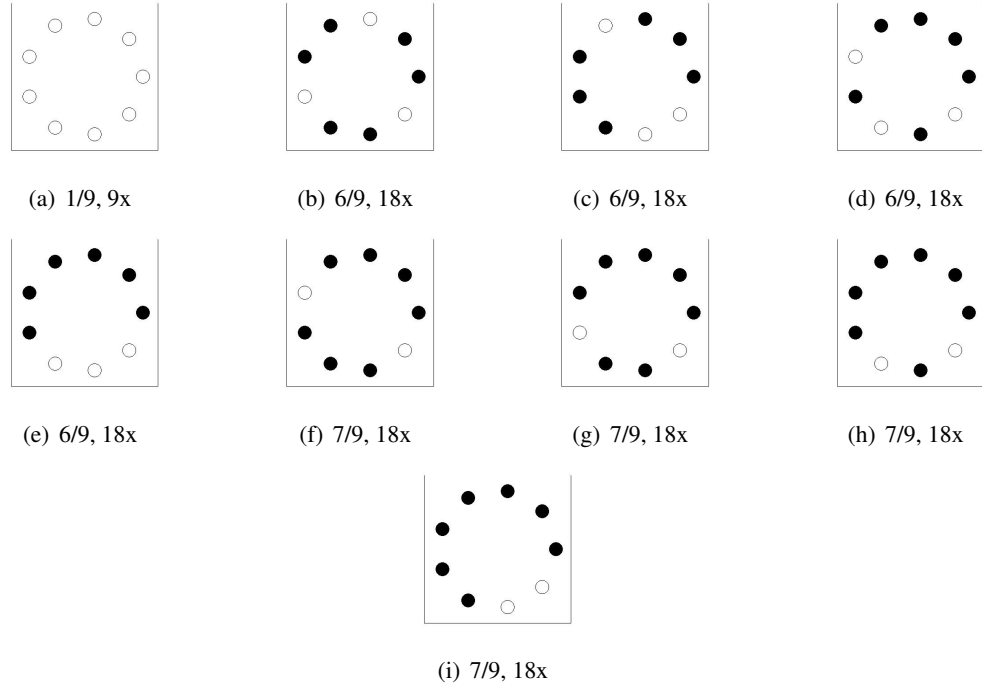 (a) 1/9, 9x
(b) 6/9, 18x
(c) 6/9, 18x
(d) 6/9, 18x
(e) 6/9, 18x
(f) 7/9, 18x
(g) 7/9, 18x
(h) 7/9, 18x
(i) 7/9, 18x